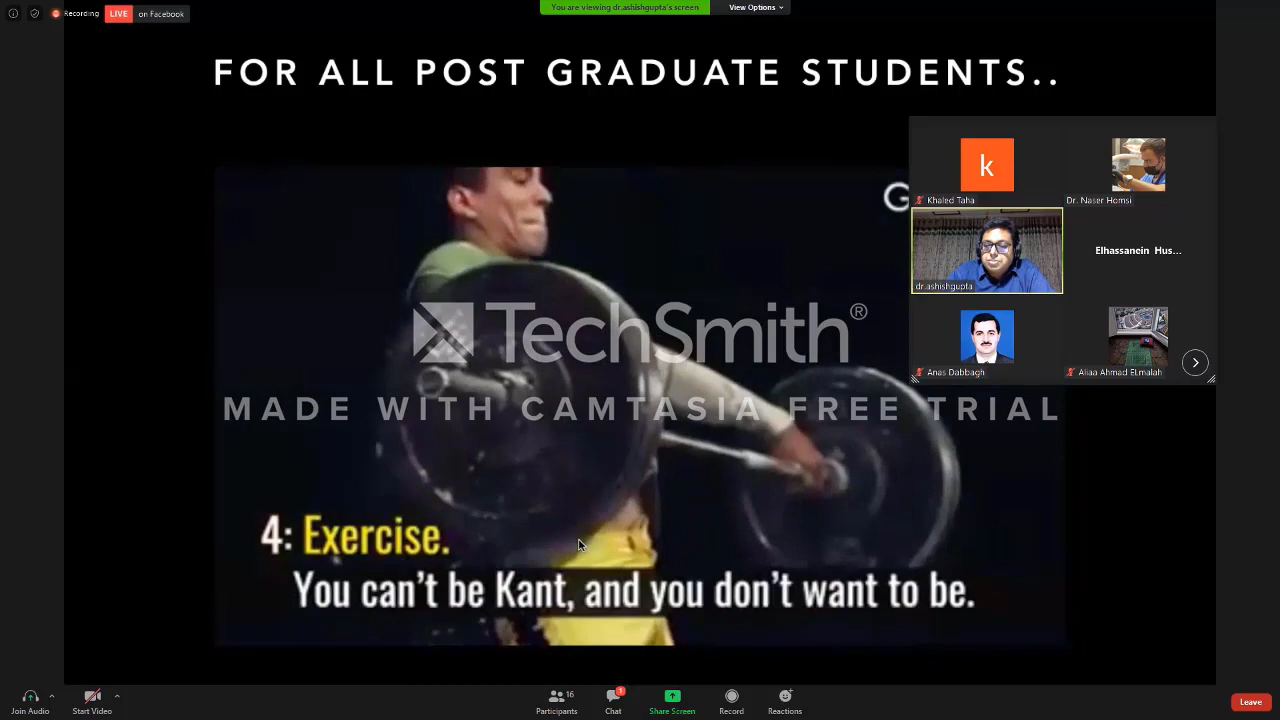 Recording
LIVE
on Facebook
You are viewing dr.ashishgupta's screen
View Options
FOR ALL POST GRADUATE STUDENTS..
k
Khaled Taha
Dr. Naser Homsi
G
dr.ashishgupta
Elhassanein Hus...
Anas Dabbagh
Aliaa Ahmad ELmalah
TechSmith®
MADE WITH CAMTASIA FREE TRIAL
4: Exercise.
You can't be Kant, and you don't want to be.
Join Audio
Start Video
16
Participants
1
Chat
Share Screen
Record
Reactions
Leave